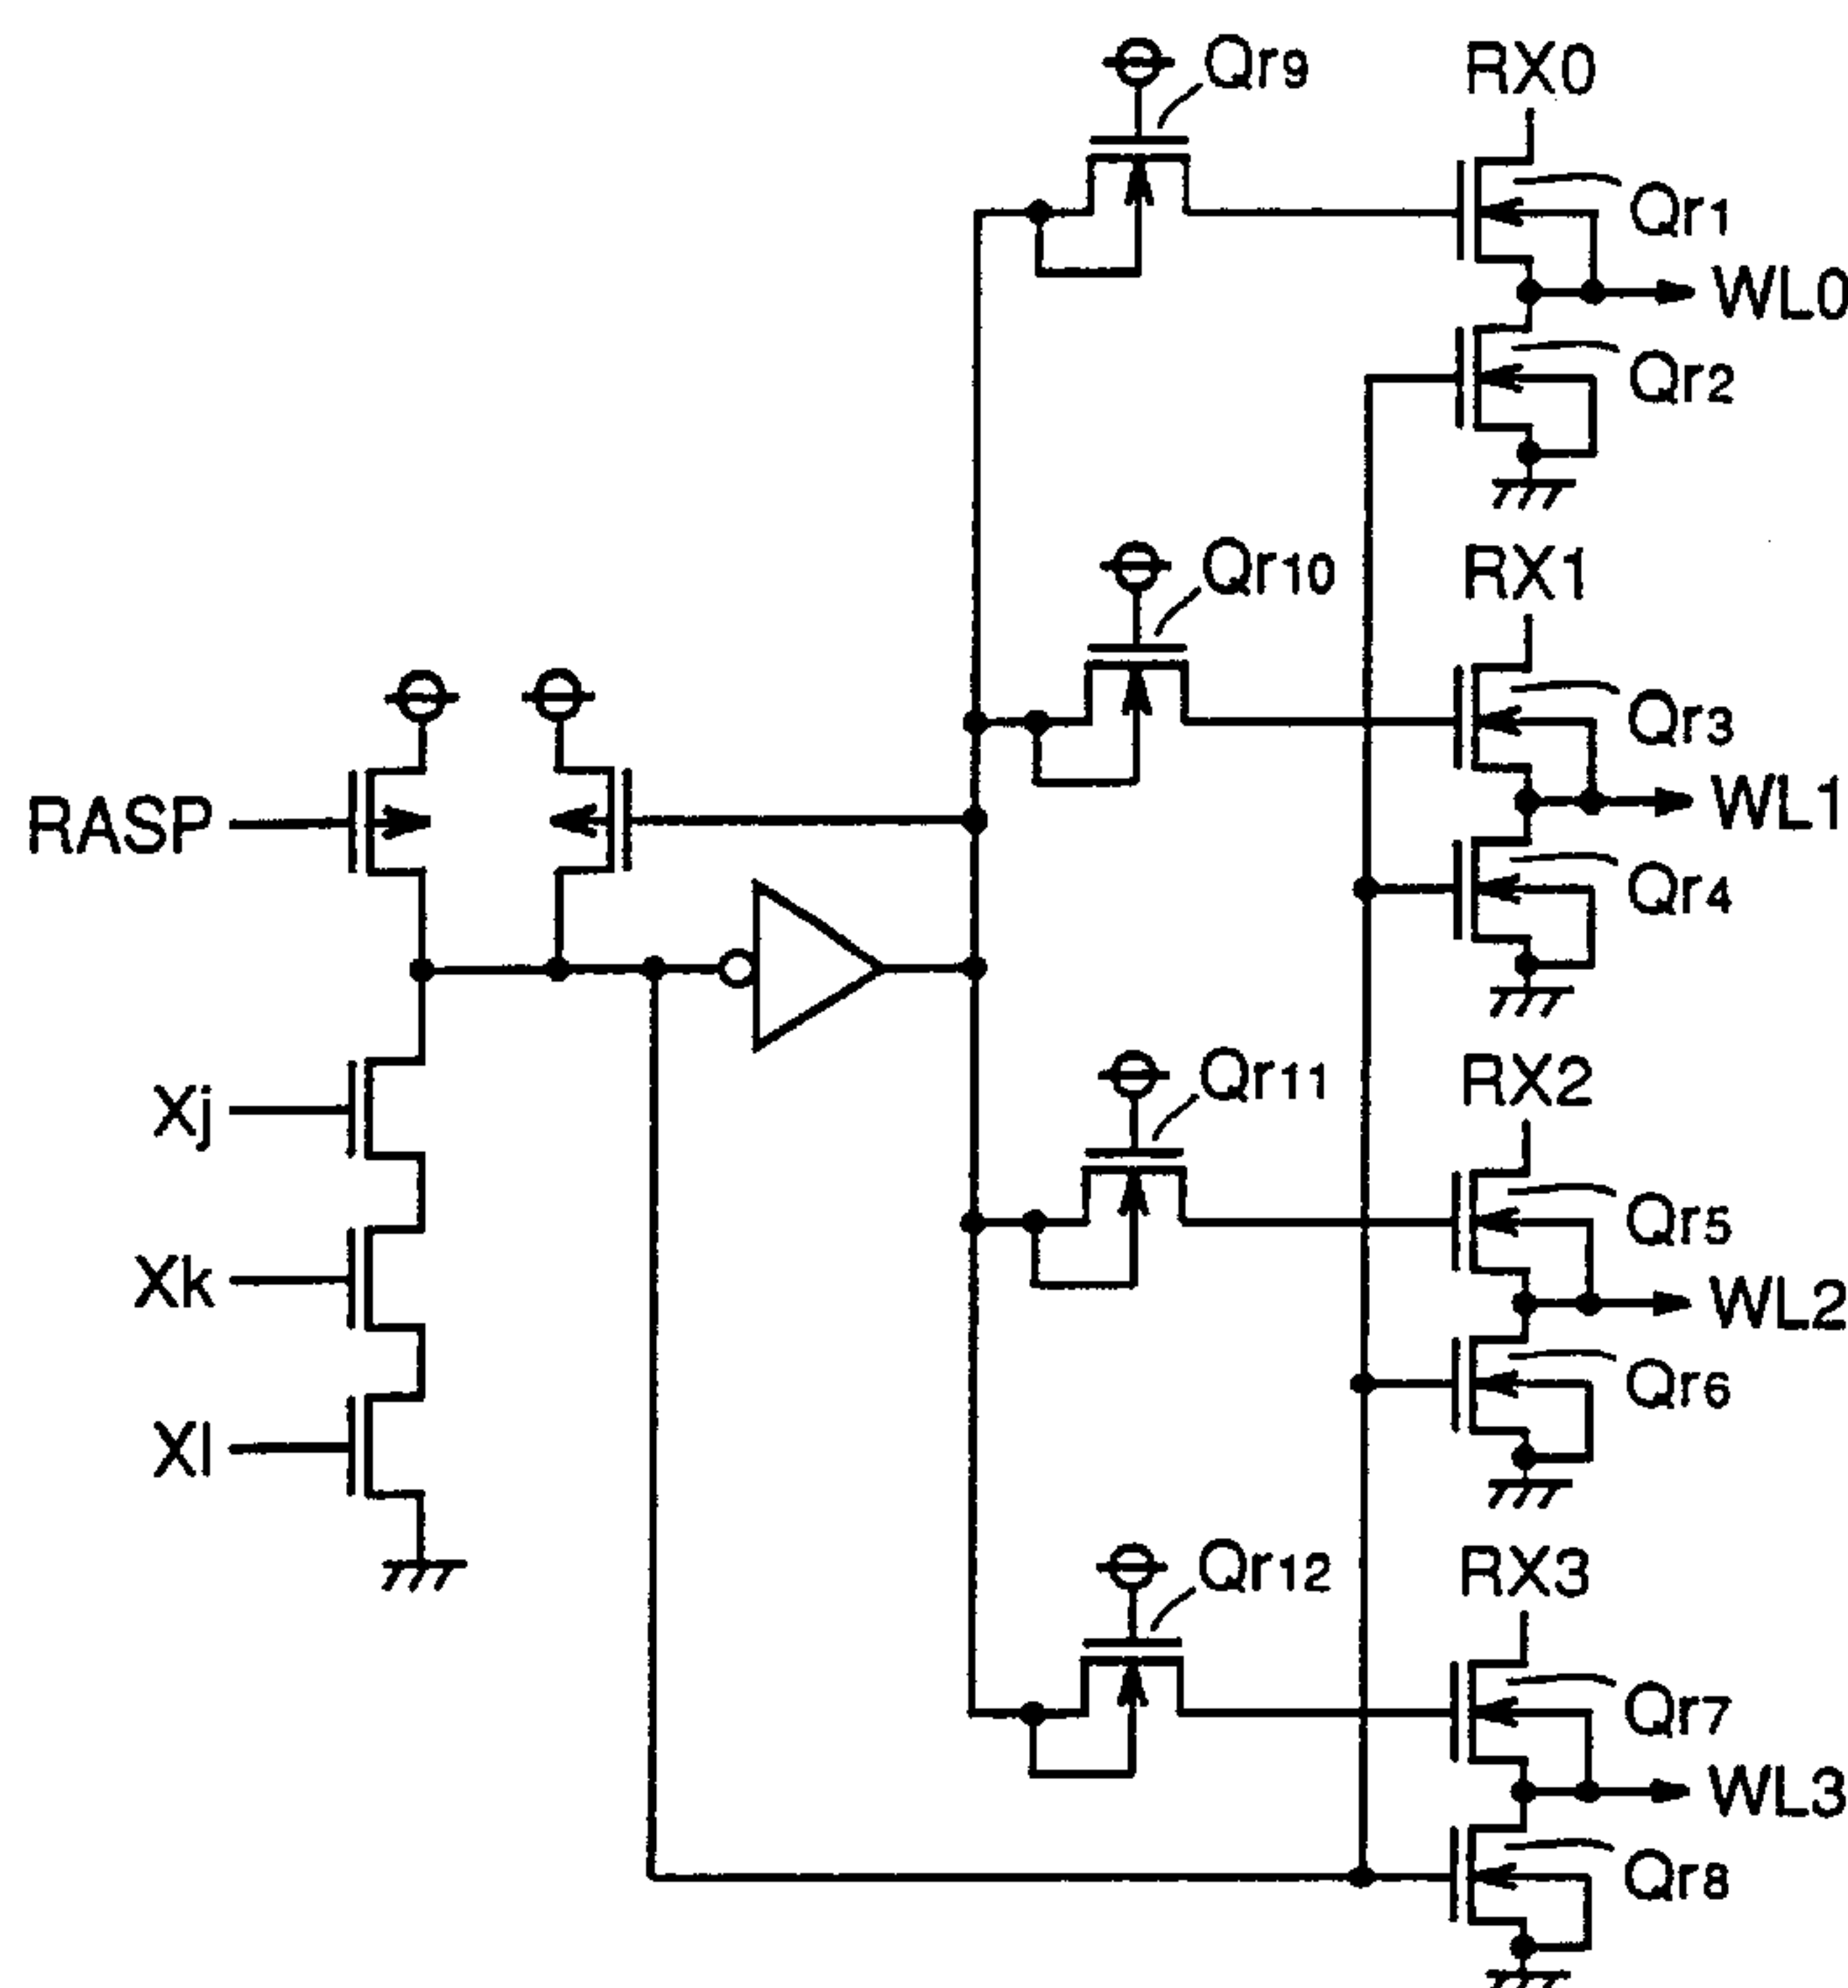 Qr9
RX0
Qr1
WL0
Qr2
Qr10
RX1
Qr3
WL1
Qr4
RASP
Xj
Xk
Xl
Qr11
RX2
Qr5
WL2
Qr6
Qr12
RX3
Qr7
WL3
Qr8